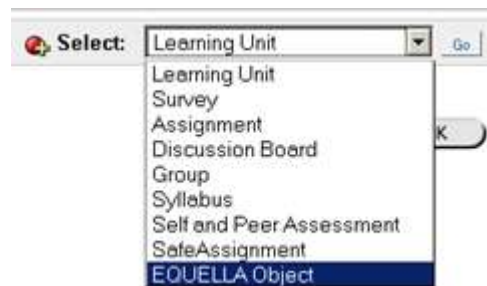 Select: Learning Unit Go
Learning Unit
Survey
Assignment
Discussion Board
K
Group
Syllabus
Self and Peer Assessment
SafeAssignment
EQUELLA Object